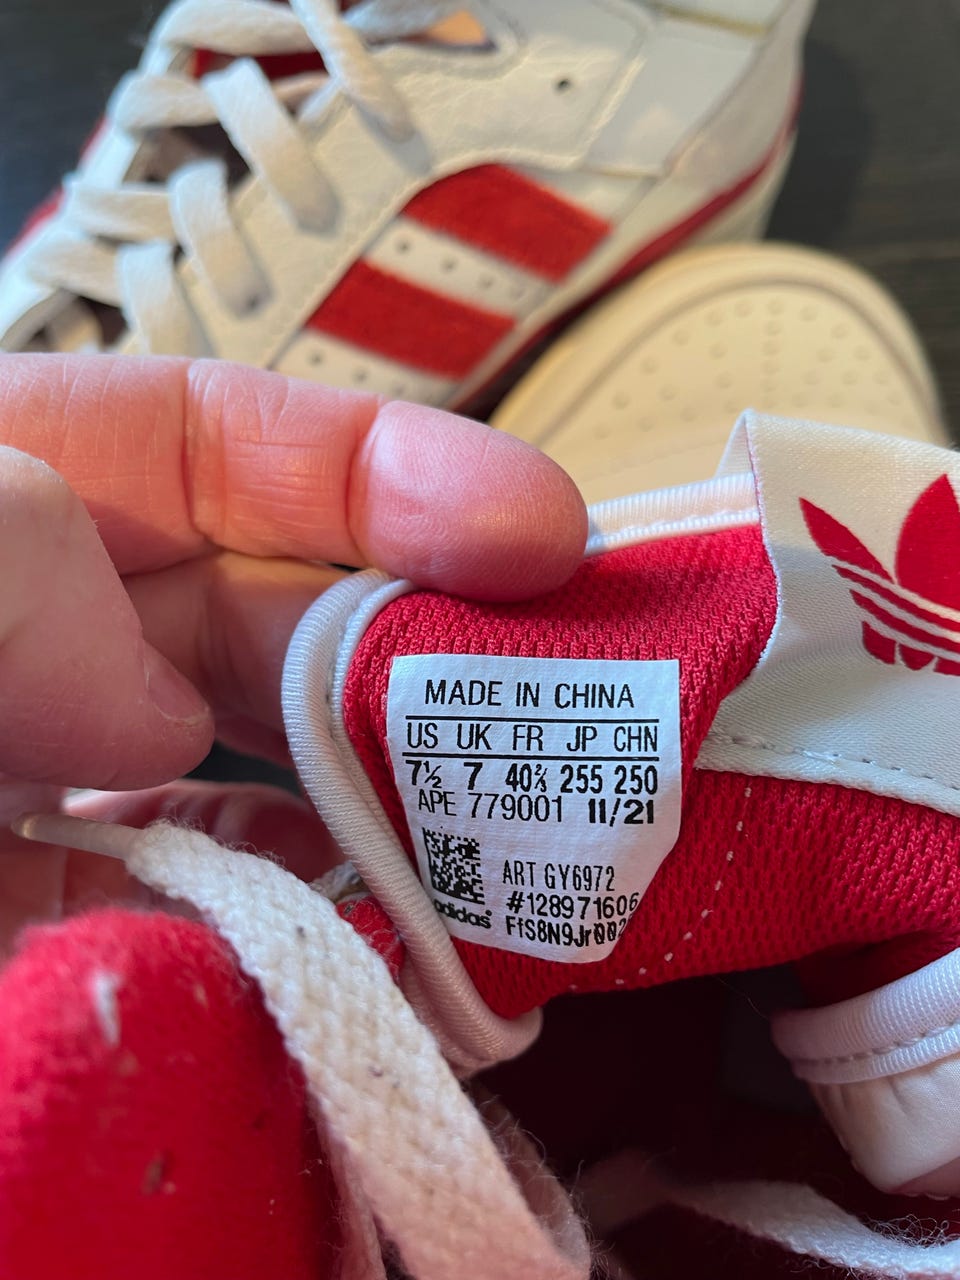 MADE IN CHINA
US UK FR JP CHN
7½ 7 40⅔ 255 250
APE 779001 11/21
ART GY6972
#128971606
adidas